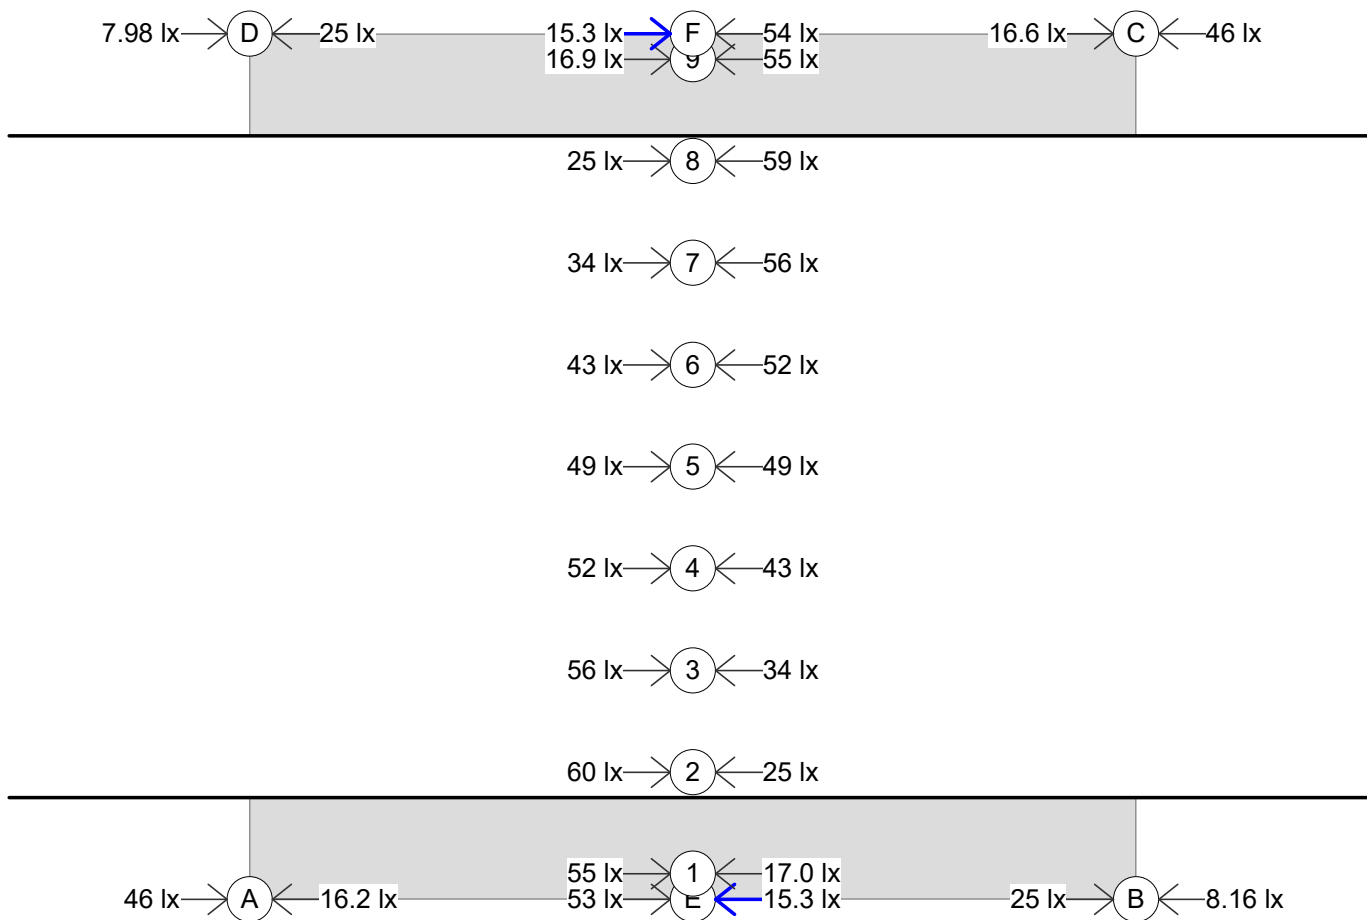 7.98 lx D 25 lx 15.3 lx F 54 lx 16.6 lx C 46 lx
16.9 lx 9 55 lx
25 lx 8 59 lx
34 lx 7 56 lx
43 lx 6 52 lx
49 lx 5 49 lx
52 lx 4 43 lx
56 lx 3 34 lx
60 lx 2 25 lx
55 lx 1 17.0 lx
46 lx A 16.2 lx 53 lx E 15.3 lx 25 lx B 8.16 lx